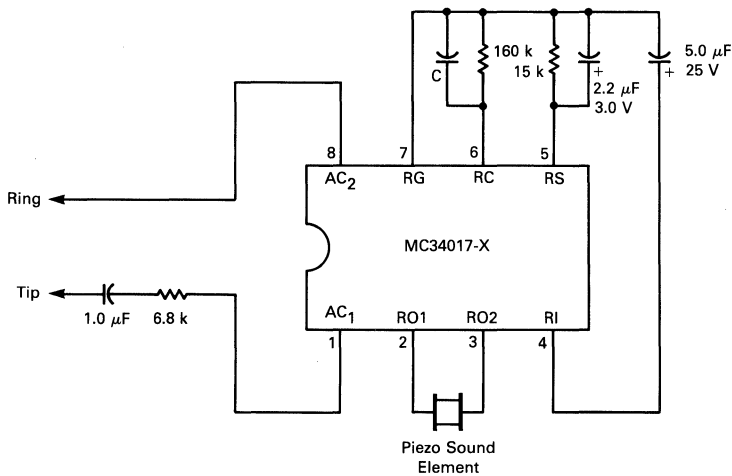 160 k
15 k
C
+
2.2 μF
3.0 V
5.0 μF
+ 25 V
8
7
6
5
AC2
RG
RC
RS
Ring
MC34017-X
Tip
1.0 μF
6.8 k
AC1
RO1
RO2
RI
1
2
3
4
Piezo Sound
Element